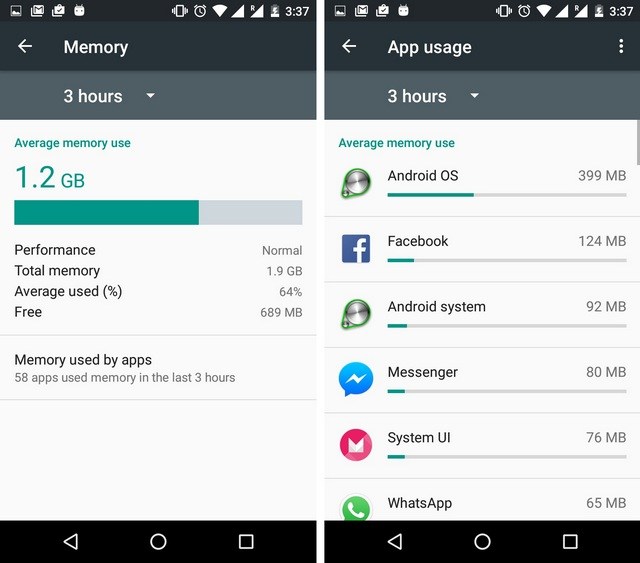 3:37
Memory
3 hours
Average memory use
1.2 GB
Performance Normal
Total memory 1.9 GB
Average used (%) 64%
Free 689 MB
Memory used by apps
58 apps used memory in the last 3 hours
R 3:37
App usage
3 hours
Average memory use
Android OS 399 MB
Facebook 124 MB
Android system 92 MB
Messenger 80 MB
System UI 76 MB
WhatsApp 65 MB